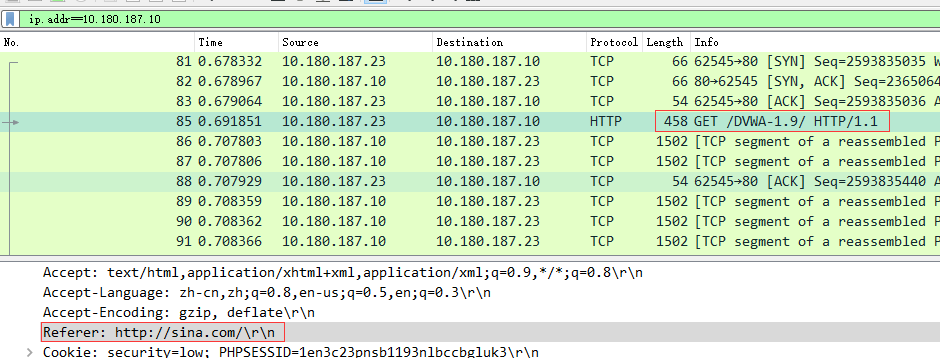 ip.addr==10.180.187.10
No. Time Source Destination Protocol Length Info
81 0.678332 10.180.187.23 10.180.187.10 TCP 66 62545→80 [SYN] Seq=2593835035 W
82 0.678967 10.180.187.10 10.180.187.23 TCP 66 80→62545 [SYN, ACK] Seq=2365064
83 0.679064 10.180.187.23 10.180.187.10 TCP 54 62545→80 [ACK] Seq=2593835036 A
85 0.691851 10.180.187.23 10.180.187.10 HTTP 458 GET /DVWA-1.9/ HTTP/1.1
86 0.707803 10.180.187.10 10.180.187.23 TCP 1502 [TCP segment of a reassembled P
87 0.707806 10.180.187.10 10.180.187.23 TCP 1502 [TCP segment of a reassembled P
88 0.707929 10.180.187.23 10.180.187.10 TCP 54 62545→80 [ACK] Seq=2593835440 A
89 0.708359 10.180.187.10 10.180.187.23 TCP 1502 [TCP segment of a reassembled P
90 0.708362 10.180.187.10 10.180.187.23 TCP 1502 [TCP segment of a reassembled P
91 0.708366 10.180.187.10 10.180.187.23 TCP 1502 [TCP segment of a reassembled P
Accept: text/html,application/xhtml+xml,application/xml;q=0.9,*/*;q=0.8\r\n
Accept-Language: zh-cn,zh;q=0.8,en-us;q=0.5,en;q=0.3\r\n
Accept-Encoding: gzip, deflate\r\n
Referer: http://sina.com/\r\n
Cookie: security=low; PHPSESSID=1en3c23pnsb1193nlbccbgluk3\r\n